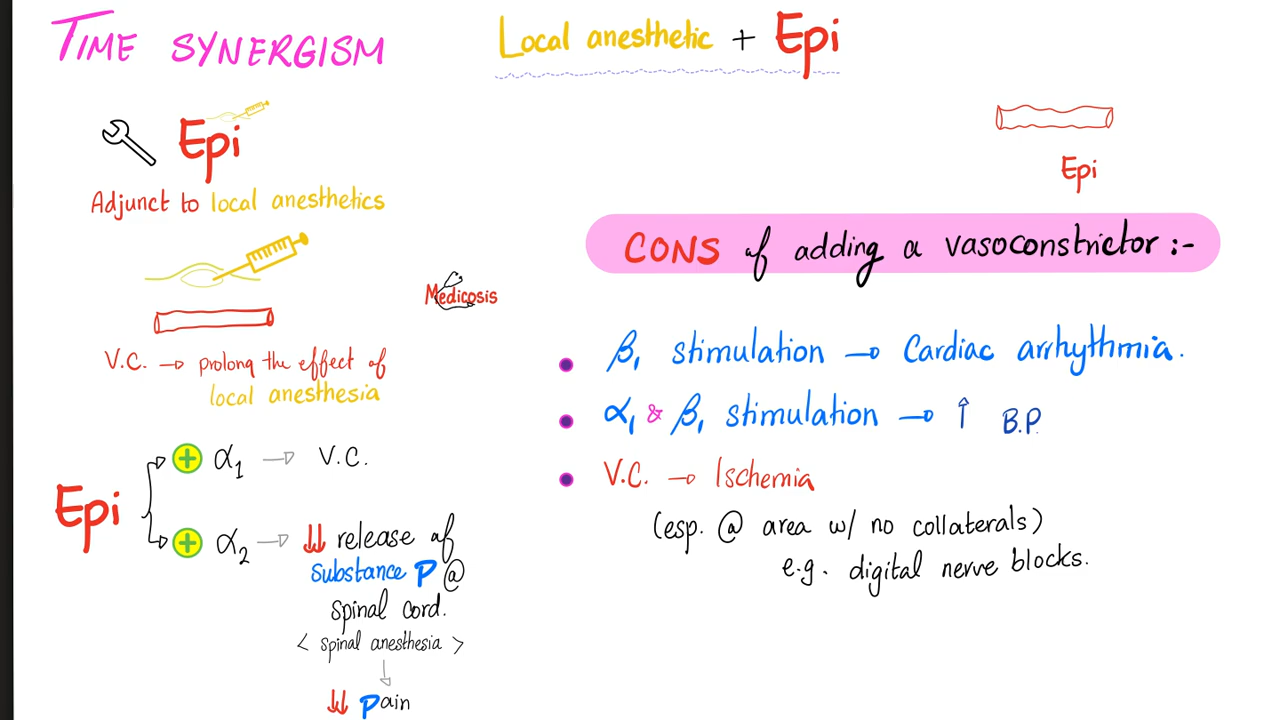 TIME SYNERGISM
Local anesthetic + Epi
Epi
Adjunct to local anesthetics
V.C. → prolong the effect of
local anesthesia
Epi
+ α1 → V.C.
+ α2 → ↓↓ release of
substance P @
spinal cord.
< spinal anesthesia >
↓
↓↓ Pain
Medicosis
Epi
CONS of adding a vasoconstrictor :-
• β1 stimulation → Cardiac arrhythmia.
• α1 & β1 stimulation → ↑ B.P.
• V.C. → Ischemia
(esp. @ area w/ no collaterals)
e.g. digital nerve blocks.